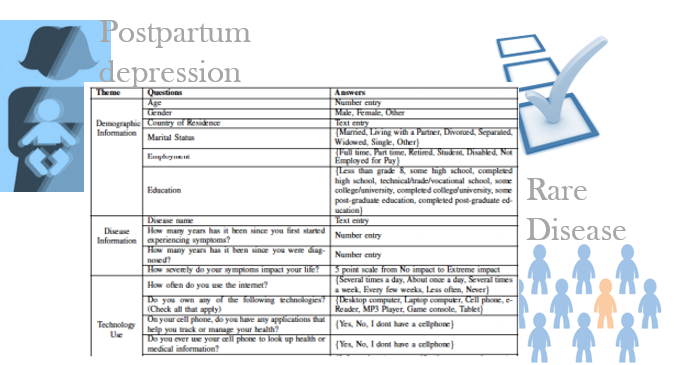 Postpartum
depression
Theme Questions Answers
Demographic Information
Age Number entry
Gender Male, Female, Other
Country of Residence Text entry
Marital Status {Married, Living with a Partner, Divorced, Separated,
Widowed, Single, Other}
Employment {Full time, Part time, Retired, Student, Disabled, Not
Employed for Pay}
Education {Less than grade 8, some high school, completed
high school, technical/trade/vocational school, some
college/university, completed college/university, some
post-graduate education, completed post-graduate ed-
ucation}
Disease
Information
Disease name Text entry
How many years has it been since you first started
experiencing symptoms? Number entry
How many years has it been since you were diag-
nosed? Number entry
How severely do your symptoms impact your life? 5 point scale from No impact to Extreme impact
Technology
Use
How often do you use the internet? {Several times a day, About once a day, Several times
a week, Every few weeks, Less often, Never}
Do you own any of the following technologies?
(Check all that apply) {Desktop computer, Laptop computer, Cell phone, e-
Reader, MP3 Player, Game console, Tablet}
On your cell phone, do you have any applications that
help you track or manage your health? {Yes, No, I dont have a cellphone}
Do you ever use your cell phone to look up health or
medical information? {Yes, No, I dont have a cellphone}
Rare
Disease